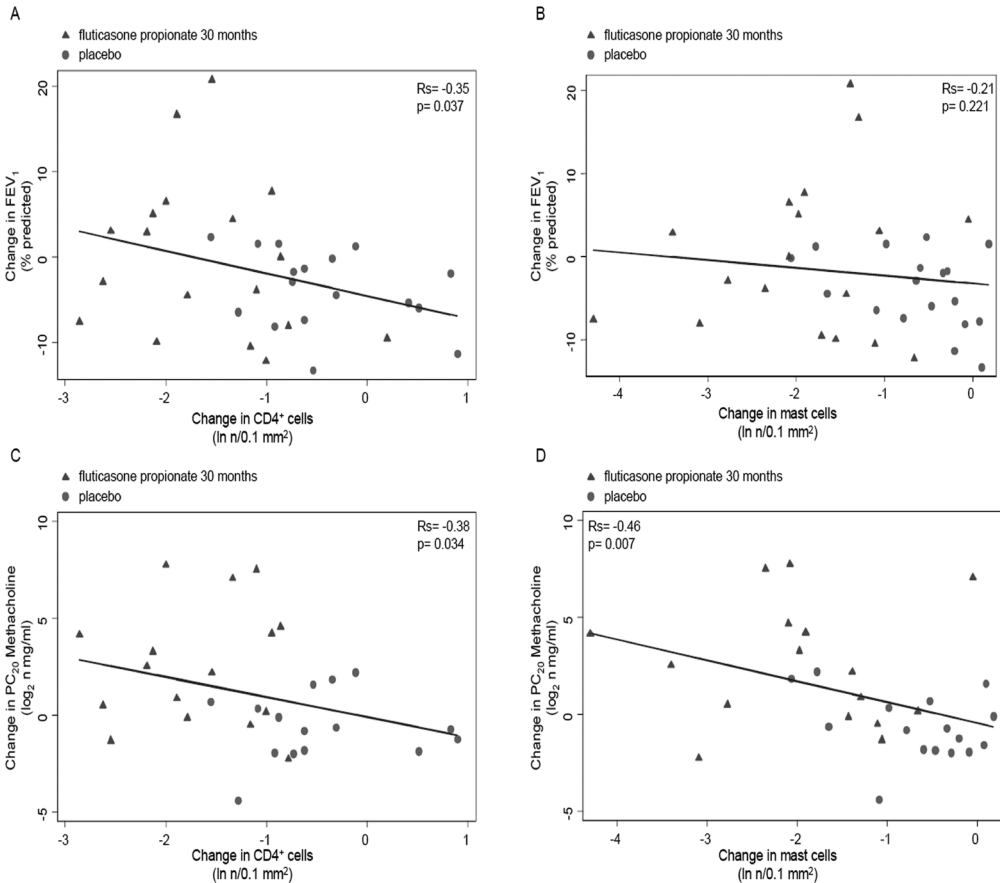 A
▲ fluticasone propionate 30 months
● placebo
Rs= -0.35
p= 0.037
Change in FEV1
(% predicted)
20
10
0
-10
-3 -2 -1 0 1
Change in CD4⁺ cells
(ln n/0.1 mm²)
B
▲ fluticasone propionate 30 months
● placebo
Rs= -0.21
p= 0.221
Change in FEV1
(% predicted)
20
10
0
-10
-4 -3 -2 -1 0
Change in mast cells
(ln n/0.1 mm²)
C
▲ fluticasone propionate 30 months
● placebo
Rs= -0.38
p= 0.034
Change in PC20 Methacholine
(log2 n mg/ml)
10
5
0
-5
-3 -2 -1 0 1
Change in CD4⁺ cells
(ln n/0.1 mm²)
D
▲ fluticasone propionate 30 months
● placebo
Rs= -0.46
p= 0.007
Change in PC20 Methacholine
(log2 n mg/ml)
10
5
0
-5
-4 -3 -2 -1 0
Change in mast cells
(ln n/0.1 mm²)